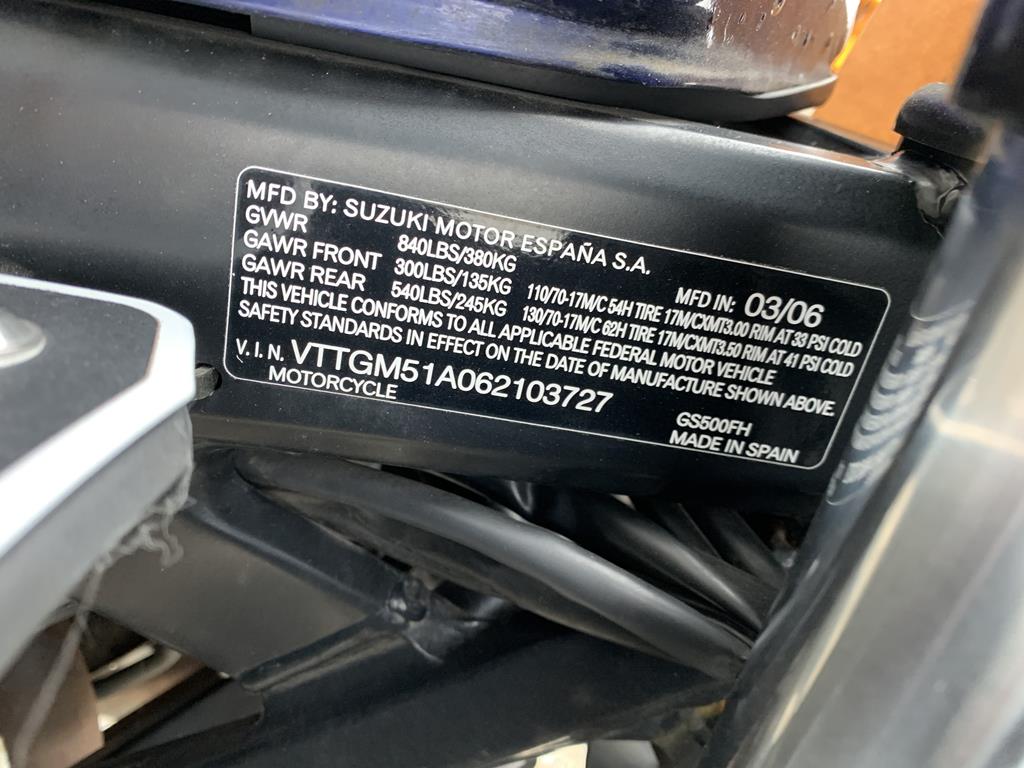 MFD BY: SUZUKI MOTOR ESPAÑA S.A.
GVWR 840LBS/380KG MFD IN: 03/06
GAWR FRONT 300LBS/135KG 110/70-17M/C 54H TIRE 17M/CXMT3.00 RIM AT 33 PSI COLD
GAWR REAR 540LBS/245KG 130/70-17M/C 62H TIRE 17M/CXMT3.50 RIM AT 41 PSI COLD
THIS VEHICLE CONFORMS TO ALL APPLICABLE FEDERAL MOTOR VEHICLE
SAFETY STANDARDS IN EFFECT ON THE DATE OF MANUFACTURE SHOWN ABOVE.
V.I.N. VTTGM51A062103727 GS500FH
MOTORCYCLE MADE IN SPAIN